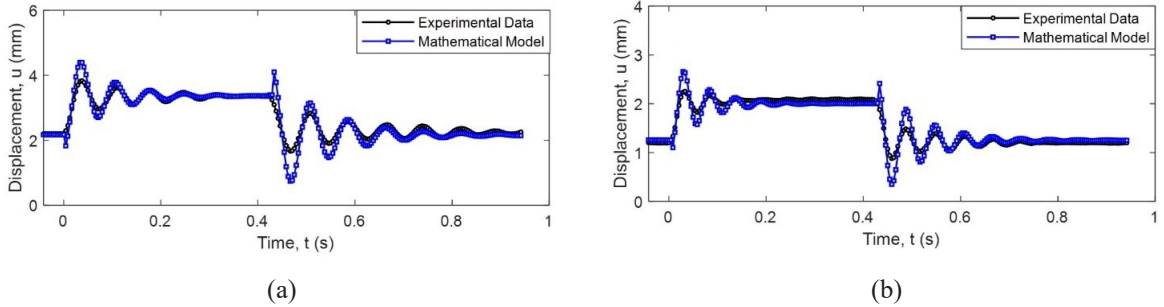 6
4
2
0
Displacement, u (mm)
Experimental Data
Mathematical Model
0
0.2
0.4
0.6
0.8
1
Time, t (s)
(a)
4
3
2
1
0
Displacement, u (mm)
Experimental Data
Mathematical Model
0
0.2
0.4
0.6
0.8
1
Time, t (s)
(b)